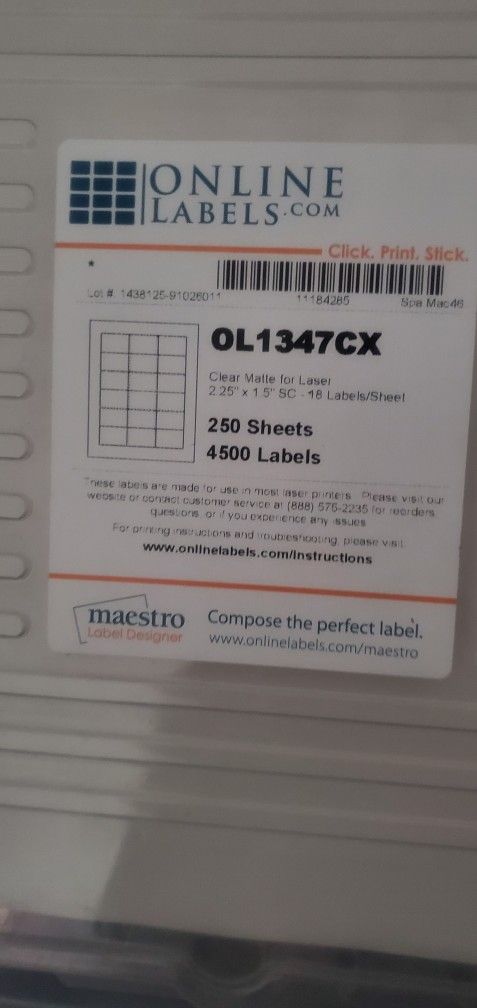 ONLINE
LABELS.COM
Click. Print. Stick.
*
Lot #: 1438125-91026011 11184285 Spa Mac46
OL1347CX
Clear Matte for Laser
2.25" x 1.5" SC - 18 Labels/Sheet
250 Sheets
4500 Labels
These labels are made for use in most laser printers. Please visit our
website or contact customer service at (888) 575-2235 for reorders,
questions, or if you experience any issues.
For printing instructions and troubleshooting, please visit:
www.onlinelabels.com/instructions
maestro
Label Designer
Compose the perfect label.
www.onlinelabels.com/maestro